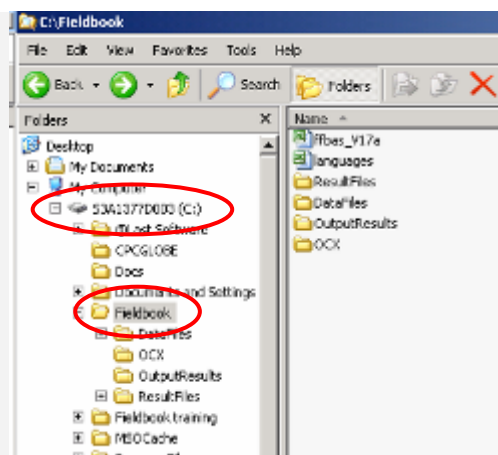 C:\Fieldbook
File Edit View Favorites Tools Help
Back Search Folders
Folders X Name
Desktop ffbas_V17a
My Documents languages
My Computer ResultFiles
(C:) DataFiles
Software OutputResults
CPCGLOBE OCX
Docs
Documents and Settings
Fieldbook
DataFiles
OCX
OutputResults
ResultFiles
Fieldbook training
MSOCache